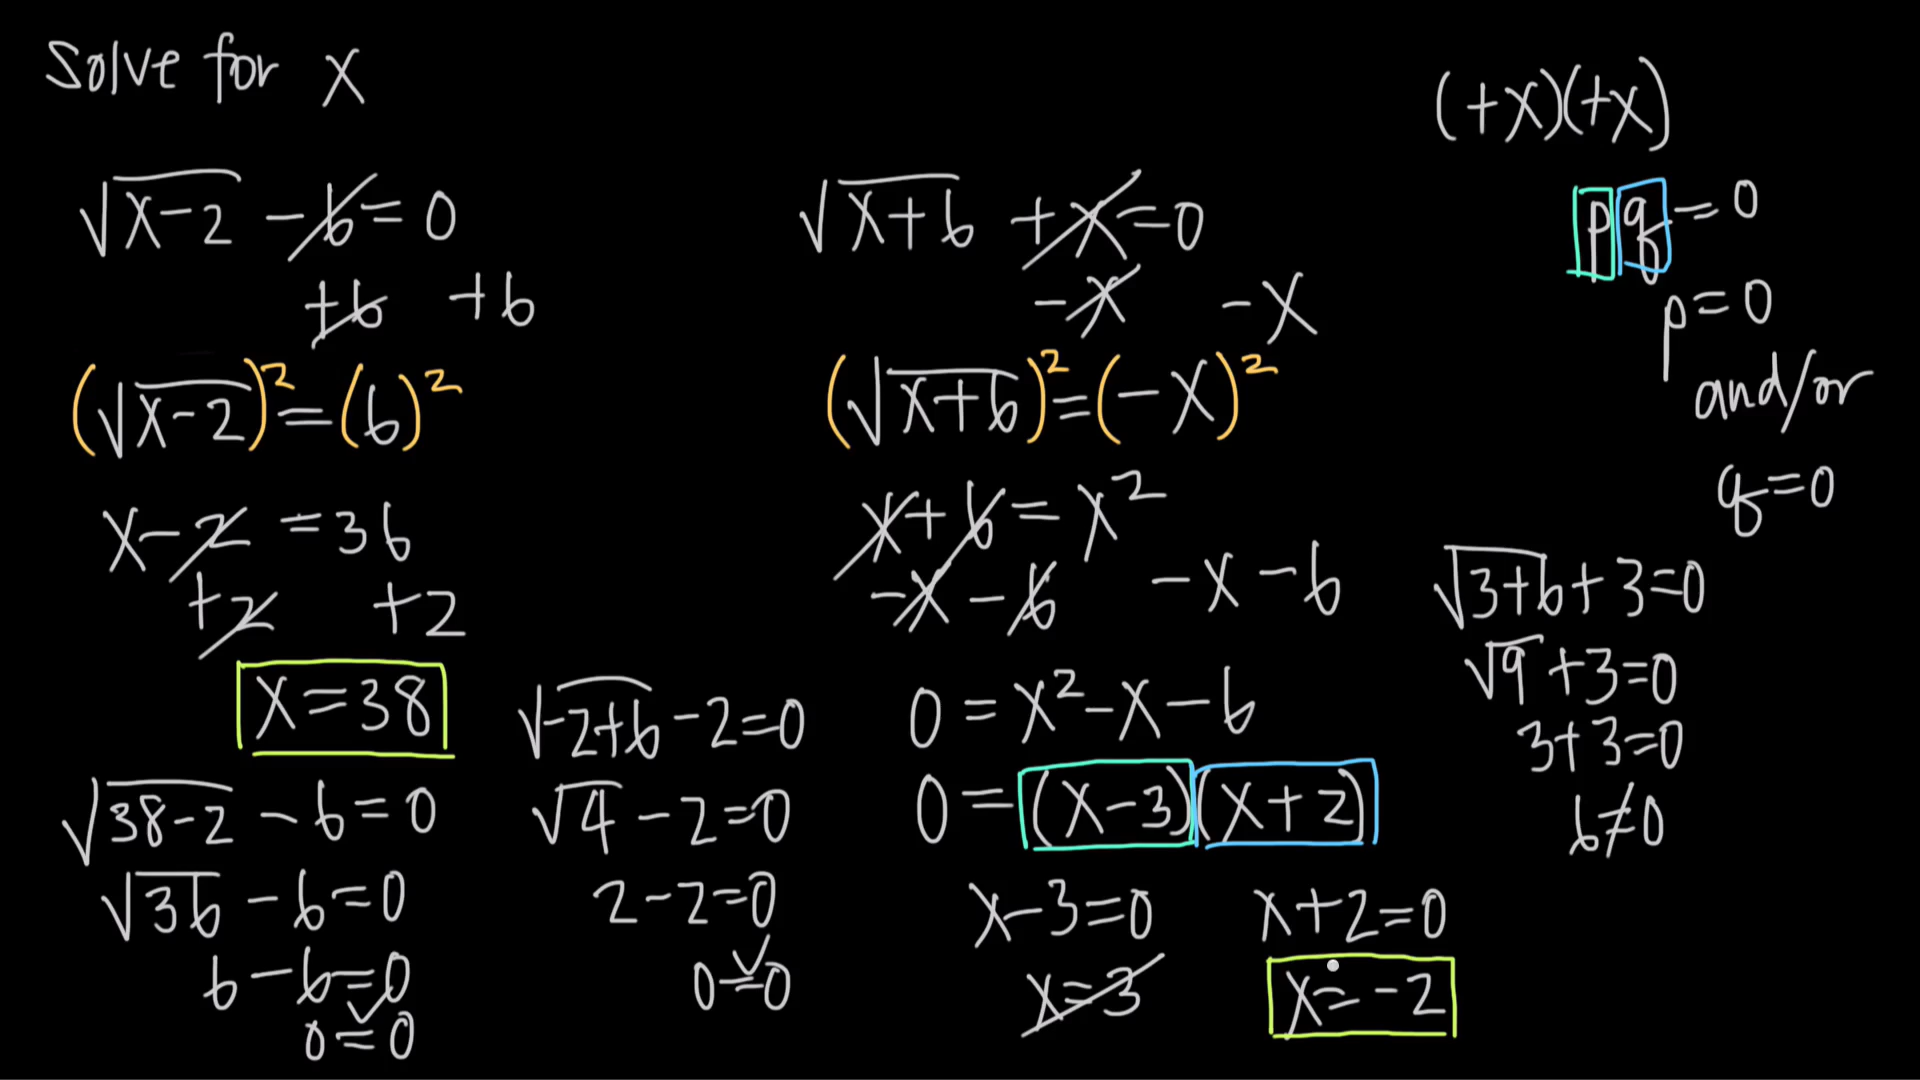 Solve for x
√(x-2) - 6 = 0
+6 +6
(√(x-2))² = (6)²
x - 2 = 36
+2 +2
x = 38
√(38-2) - 6 = 0
√36 - 6 = 0
6 - 6 = 0
✓
0 = 0
√(-2+6) - 2 = 0
√4 - 2 = 0
2 - 2 = 0
✓
0 = 0
√(x+6) + x = 0
- x - x
(√(x+6))² = (-x)²
x + 6 = x²
-x - 6 -x - 6
0 = x² - x - 6
0 = (x-3)(x+2)
x - 3 = 0 x + 2 = 0
x = 3 x = -2
(+x)(+x)
pq = 0
p = 0
and/or
q = 0
√(3+6) + 3 = 0
√9 + 3 = 0
3 + 3 = 0
6 ≠ 0